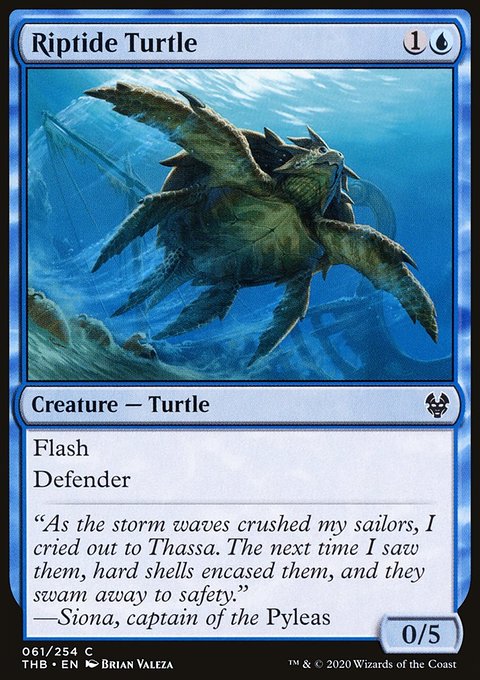 Riptide Turtle 1
Creature — Turtle
Flash
Defender
“As the storm waves crushed my sailors, I
cried out to Thassa. The next time I saw
them, hard shells encased them, and they
swam away to safety.”
—Siona, captain of the Pyleas
0/5
061/254 C
THB • EN Brian Valeza
™ & © 2020 Wizards of the Coast